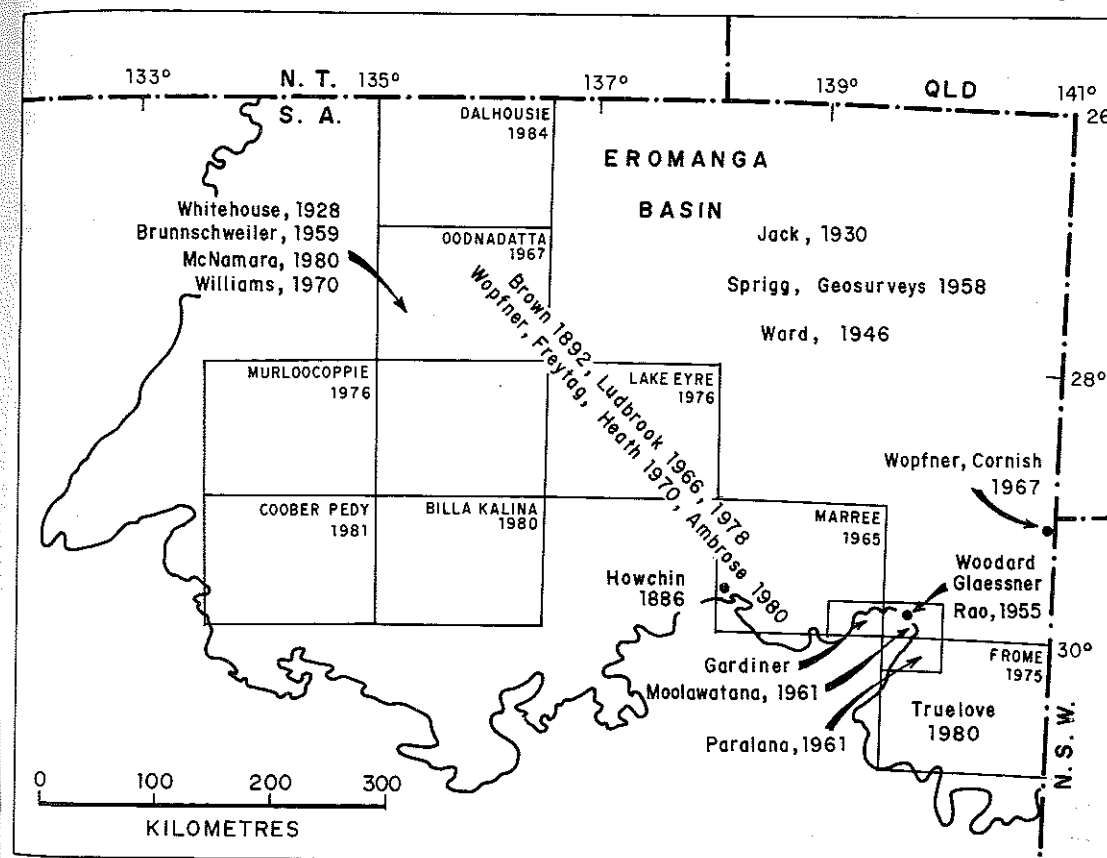 133° N. T. 135° 137° 139° QLD 141°
S. A.
26
DALHOUSIE
1984
EROMANGA
BASIN
Whitehouse, 1928
Brunnschweiler, 1959
McNamara, 1980
Williams, 1970
OODNADATTA
1967
Jack, 1930
Sprigg, Geosurveys 1958
Ward, 1946
Brown 1892, Ludbrook 1966, 1978
Wopfner, Freytag, Heath 1970, Ambrose 1980
MURLOOCOPPIE
1976
LAKE EYRE
1976
28°
Wopfner, Cornish
1967
COOBER PEDY
1981
BILLA KALINA
1980
MARREE
1965
Howchin
1886
Woodard
Glaessner
Rao, 1955
30°
Gardiner
Moolawatana, 1961
Paralana, 1961
FROME
1975
Truelove
1980
N. S. W.
0 100 200 300
KILOMETRES